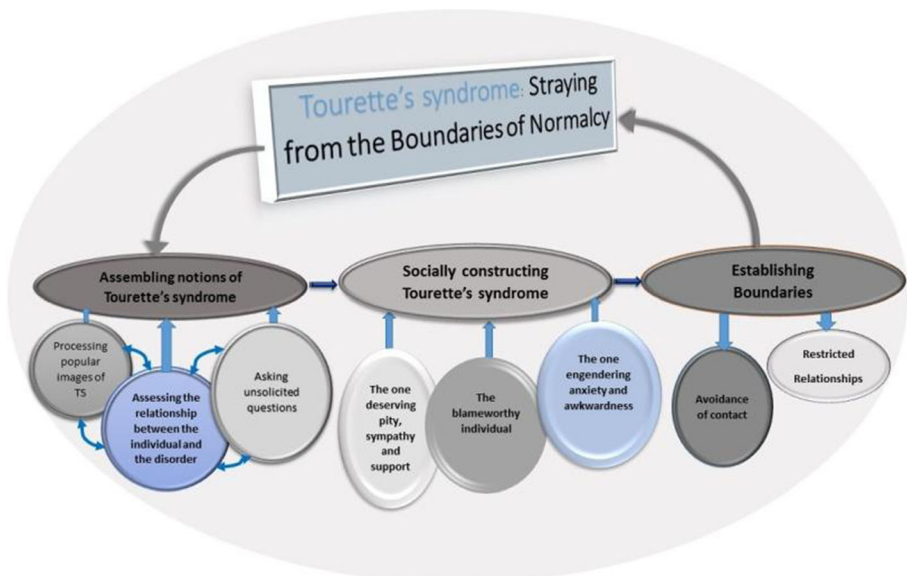 Tourette's syndrome: Straying
from the Boundaries of Normalcy
Assembling notions of
Tourette's syndrome
Socially constructing
Tourette's syndrome
Establishing
Boundaries
Processing
popular
images of
TS
Assessing the
relationship
between the
individual and
the disorder
Asking
unsolicited
questions
The one
deserving
pity,
sympathy
and
support
The
blameworthy
individual
The one
engendering
anxiety and
awkwardness
Avoidance
of contact
Restricted
Relationships